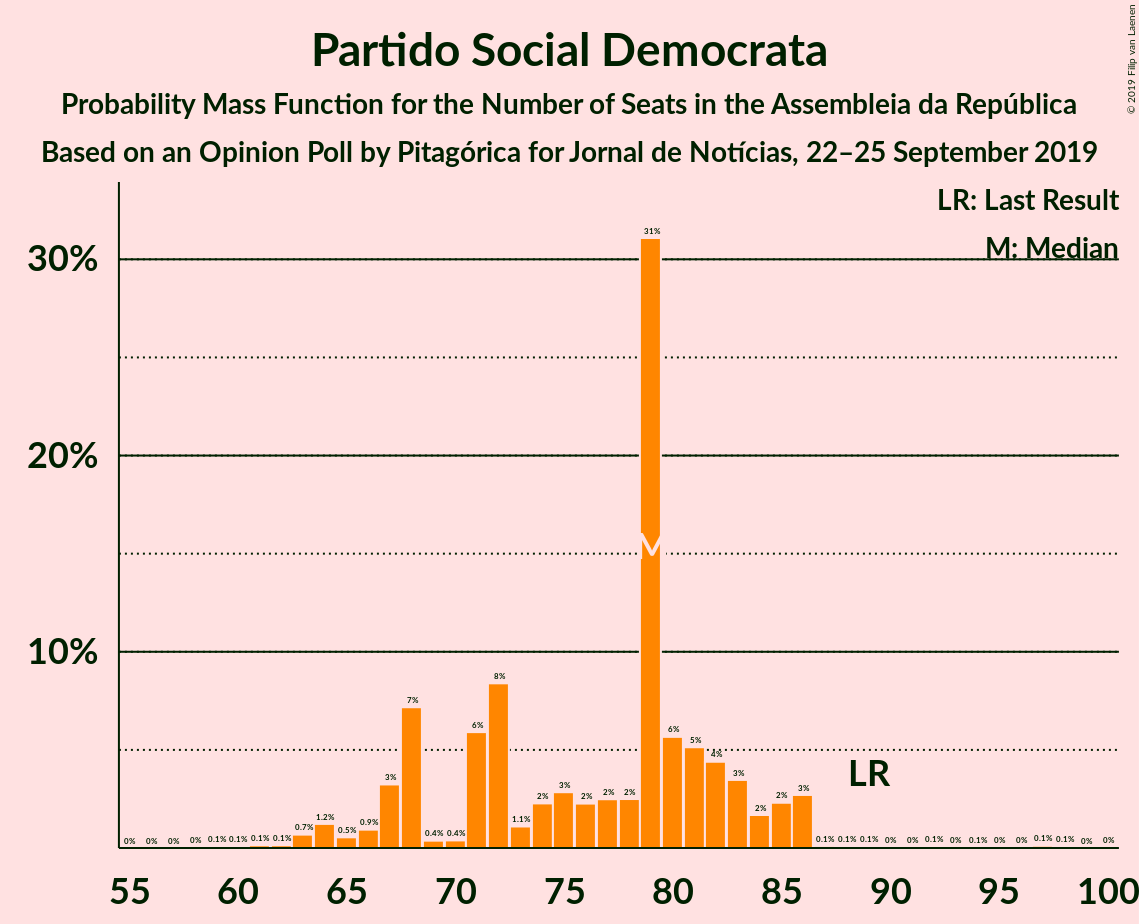 Partido Social Democrata
Probability Mass Function for the Number of Seats in the Assembleia da República
Based on an Opinion Poll by Pitagórica for Jornal de Notícias, 22–25 September 2019
© 2019 Filip van Laenen
LR: Last Result
M: Median
30%
20%
10%
0% 0% 0% 0% 0.1% 0.1% 0.1% 0.1% 0.7% 1.2% 0.5% 0.9% 3% 7% 0.4% 0.4% 6% 8% 1.1% 2% 3% 2% 2% 2% 31% 6% 5% 4% 3% 2% 2% 3% 0.1% 0.1% 0.1% 0% 0% 0.1% 0% 0.1% 0% 0% 0.1% 0.1% 0% 0%
M
LR
55 60 65 70 75 80 85 90 95 100